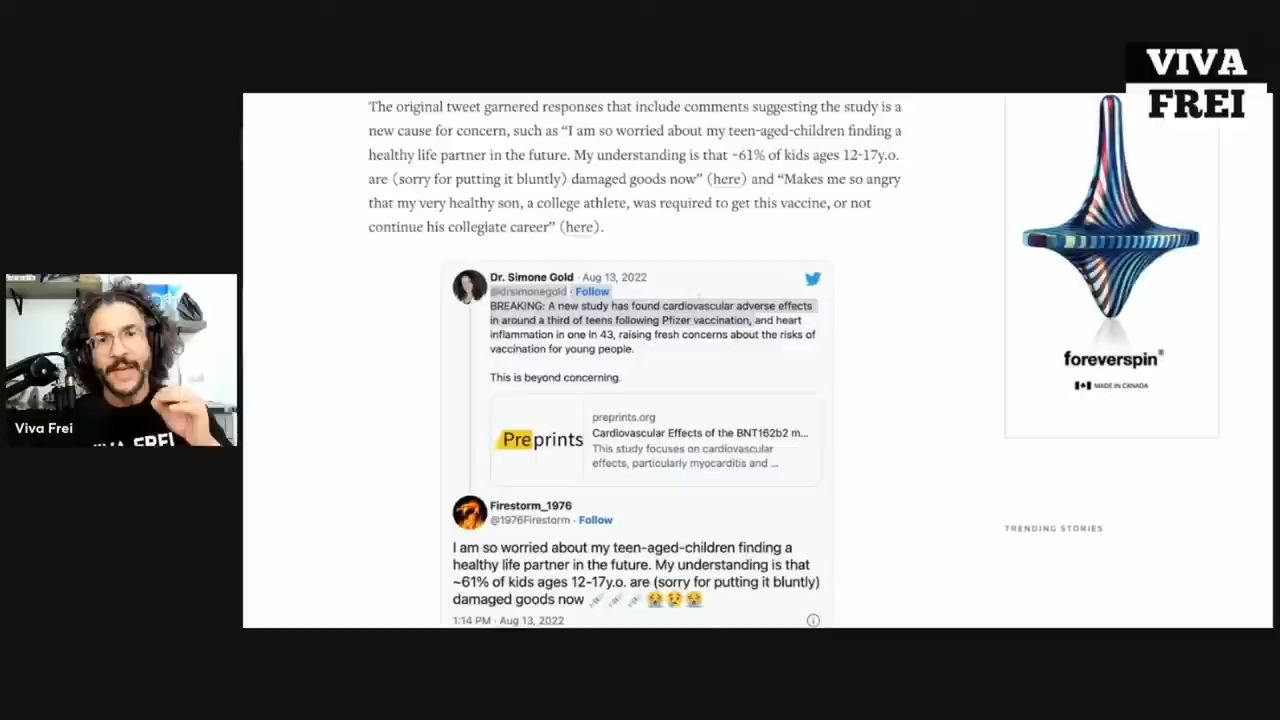 VIVA
FREI
The original tweet garnered responses that include comments suggesting the study is a
new cause for concern, such as “I am so worried about my teen-aged-children finding a
healthy life partner in the future. My understanding is that ~61% of kids ages 12-17y.o.
are (sorry for putting it bluntly) damaged goods now” (here) and “Makes me so angry
that my very healthy son, a college athlete, was required to get this vaccine, or not
continue his collegiate career” (here).
Dr. Simone Gold · Aug 13, 2022
@drsimonegold · Follow
BREAKING: A new study has found cardiovascular adverse effects
in around a third of teens following Pfizer vaccination, and heart
inflammation in one in 43, raising fresh concerns about the risks of
vaccination for young people.
This is beyond concerning.
Preprints
preprints.org
Cardiovascular Effects of the BNT162b2 m...
This study focuses on cardiovascular
effects, particularly myocarditis and ...
Firestorm_1976
@1976Firestorm · Follow
I am so worried about my teen-aged-children finding a
healthy life partner in the future. My understanding is that
~61% of kids ages 12-17y.o. are (sorry for putting it bluntly)
damaged goods now 💉💉💉😭😢😭
1:14 PM · Aug 13, 2022
foreverspin®
MADE IN CANADA
TRENDING STORIES
VIVA FREI
Viva Frei